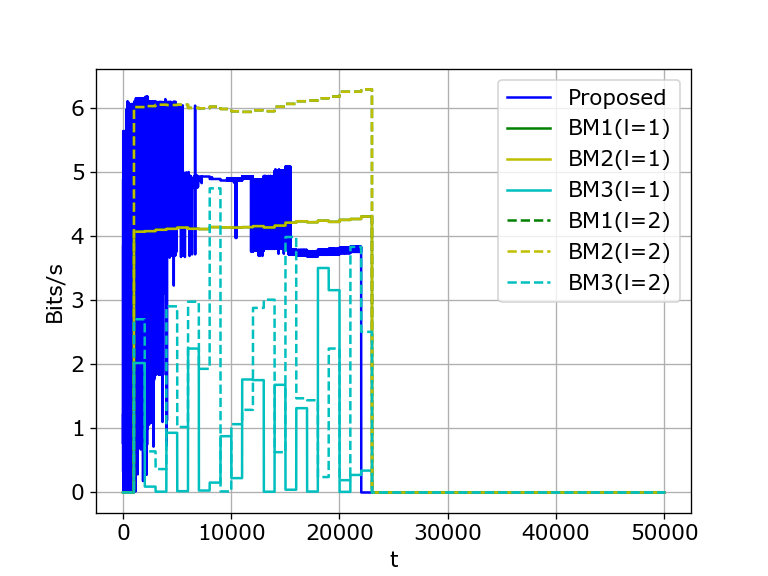 Proposed
BM1(l=1)
BM2(l=1)
BM3(l=1)
BM1(l=2)
BM2(l=2)
BM3(l=2)
Bits/s
6
5
4
3
2
1
0
0 10000 20000 30000 40000 50000
t